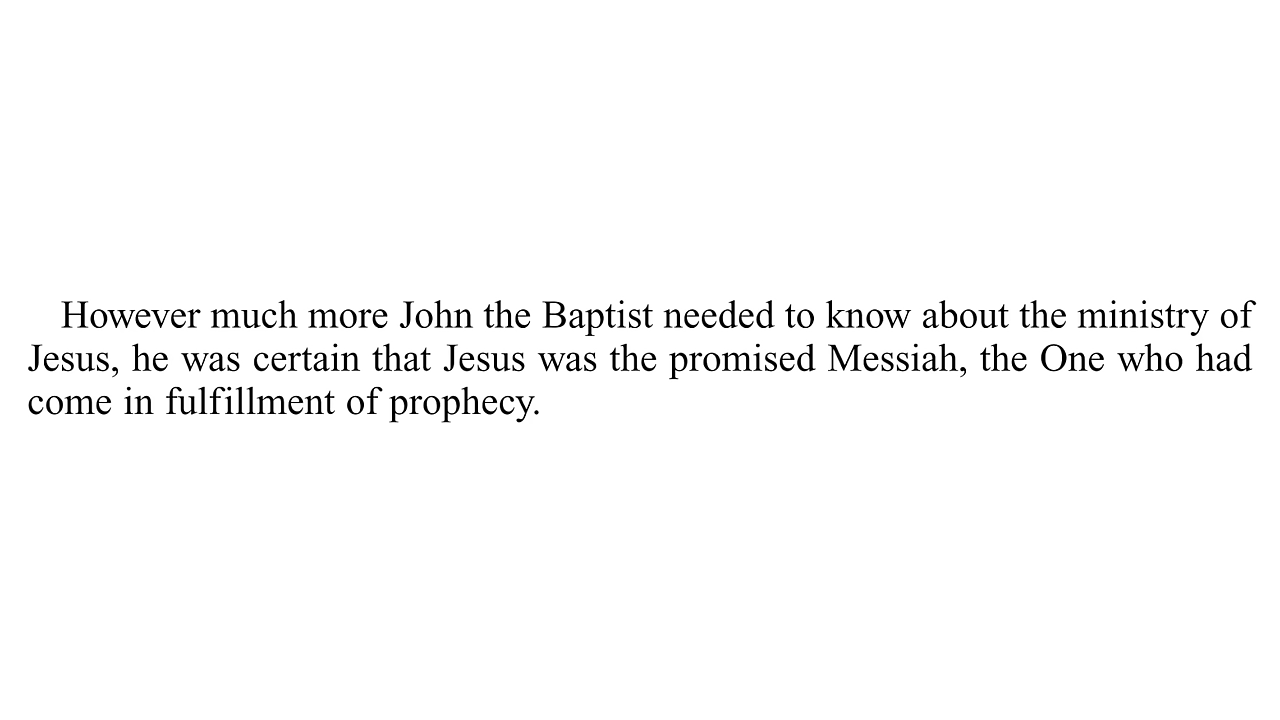 However much more John the Baptist needed to know about the ministry of
Jesus, he was certain that Jesus was the promised Messiah, the One who had
come in fulfillment of prophecy.